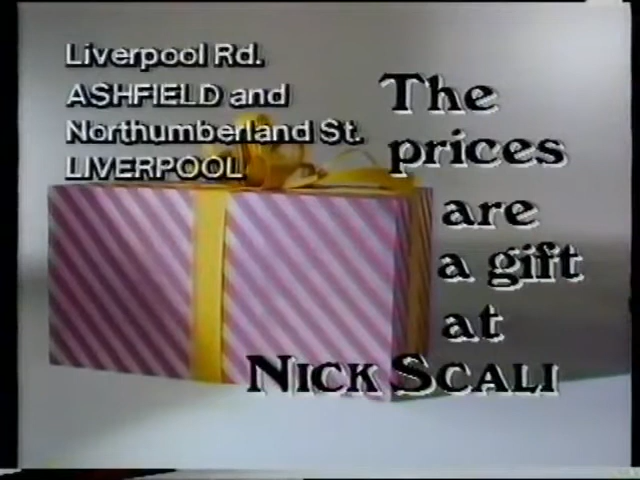 Liverpool Rd.
ASHFIELD and
Northumberland St.
LIVERPOOL
The
prices
are
a gift
at
NICK SCALI